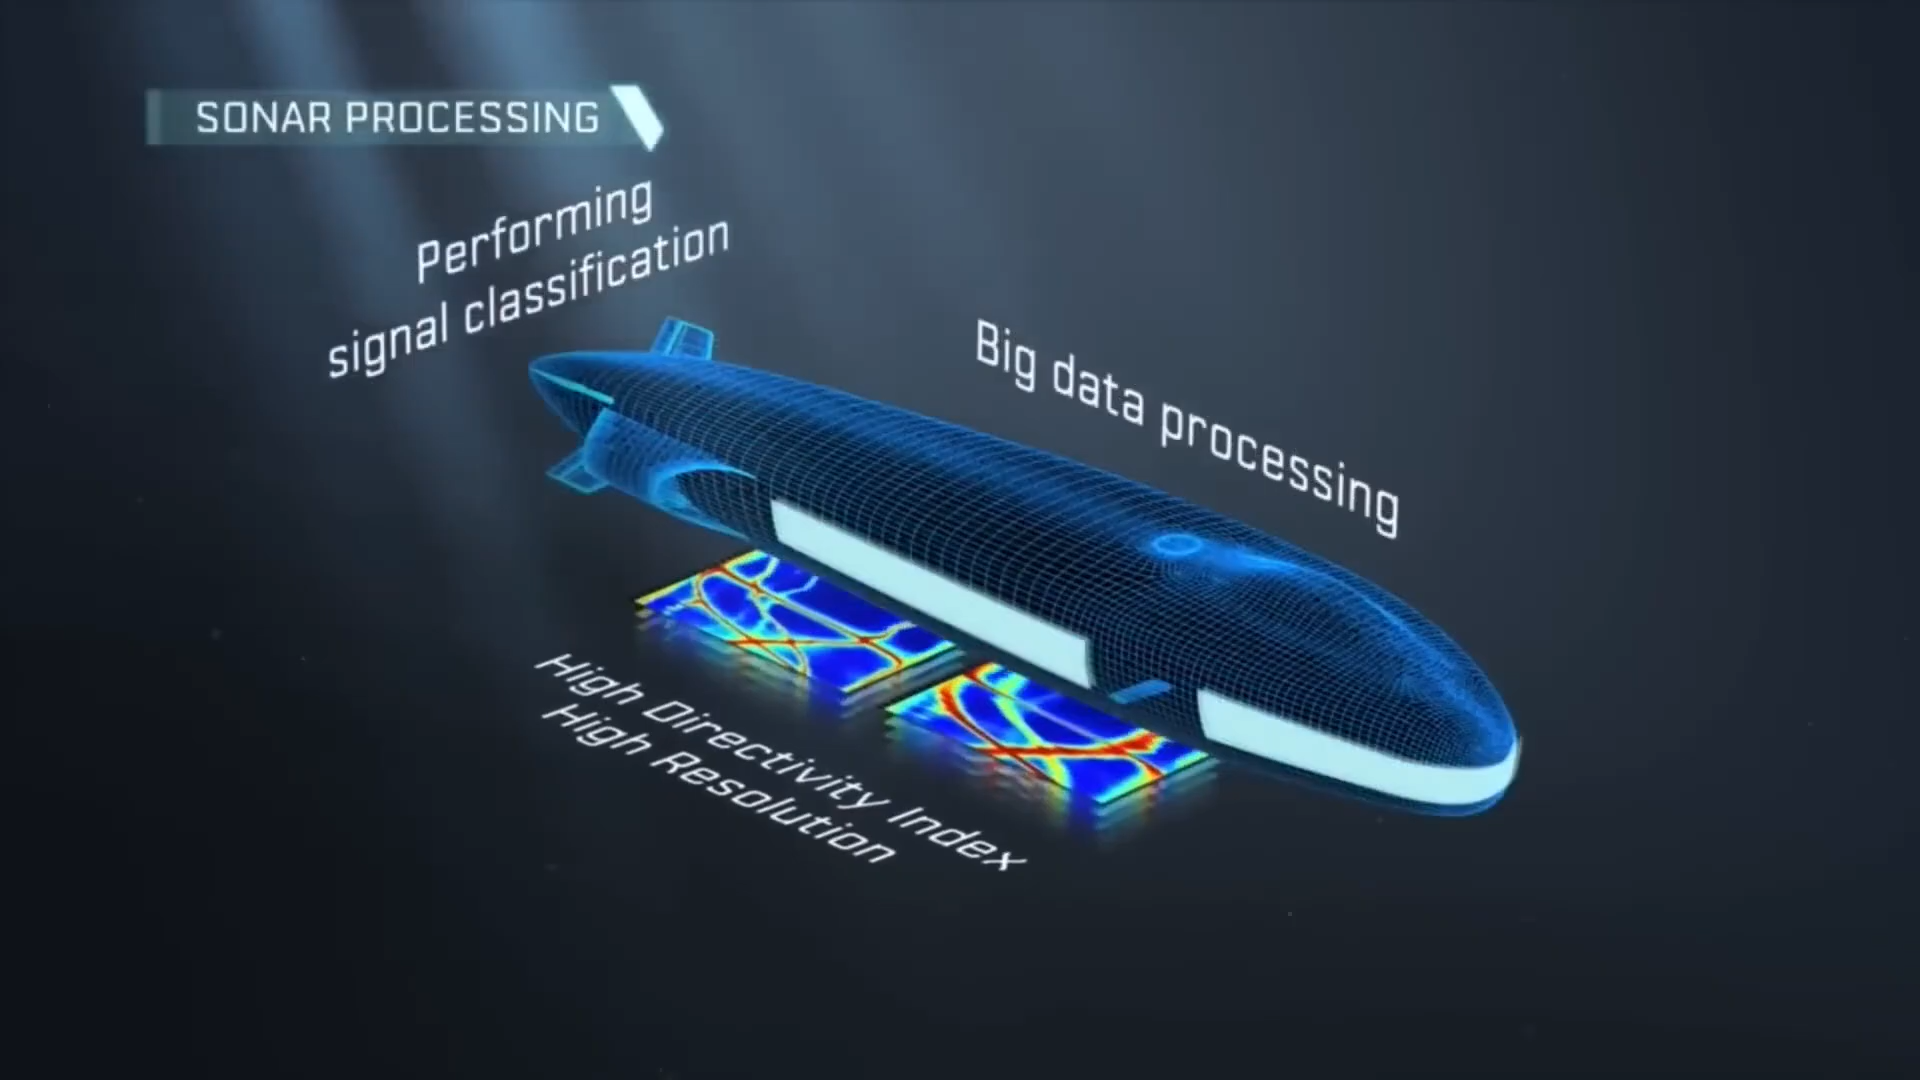 SONAR PROCESSING
Performing
signal classification
Big data processing
High Directivity Index
High Resolution